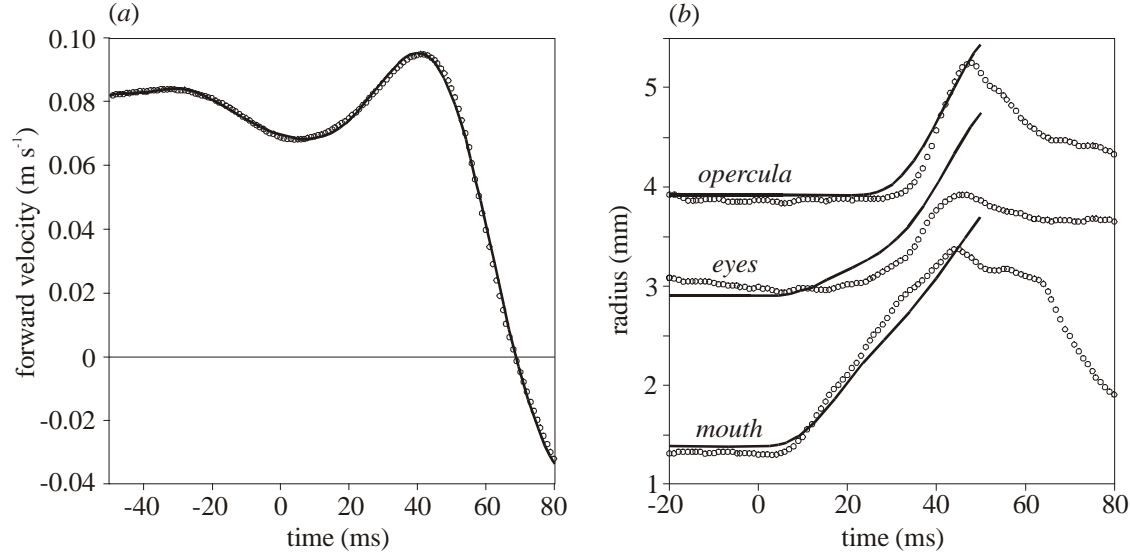 (a)
0.10
0.08
0.06
0.04
0.02
0
-0.02
-0.04
forward velocity (m s-1)
-40
-20
0
20
40
60
80
time (ms)
(b)
5
4
3
2
1
radius (mm)
opercula
eyes
mouth
-20
0
20
40
60
80
time (ms)